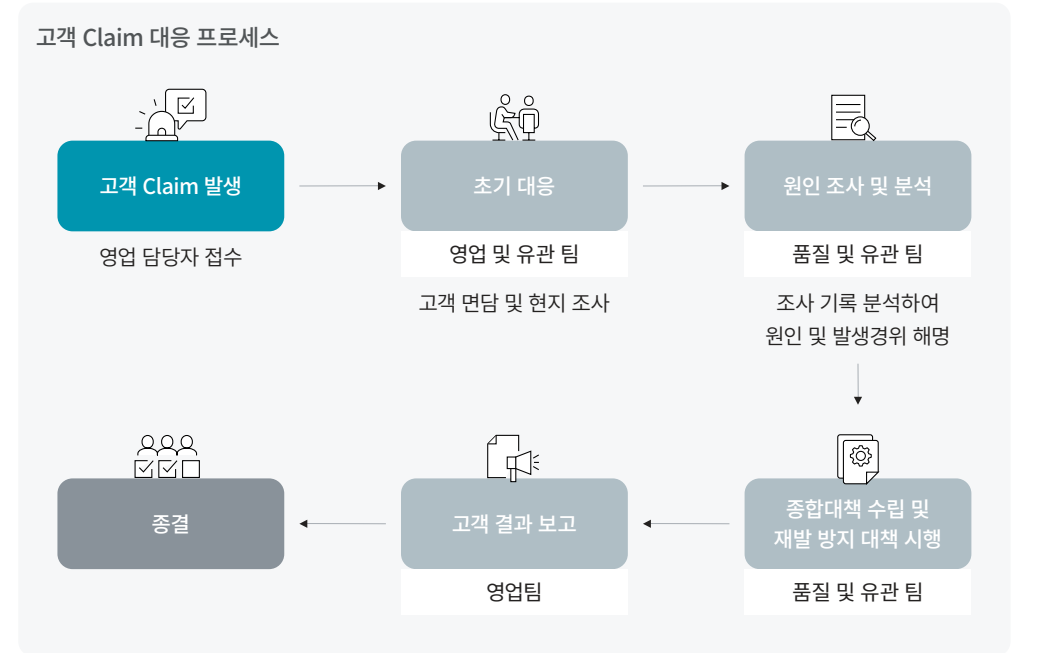 고객 Claim 대응 프로세스
고객 Claim 발생
영업 담당자 접수
초기 대응
영업 및 유관 팀
고객 면담 및 현지 조사
원인 조사 및 분석
품질 및 유관 팀
조사 기록 분석하여
원인 및 발생경위 해명
종합대책 수립 및
재발 방지 대책 시행
품질 및 유관 팀
고객 결과 보고
영업팀
종결